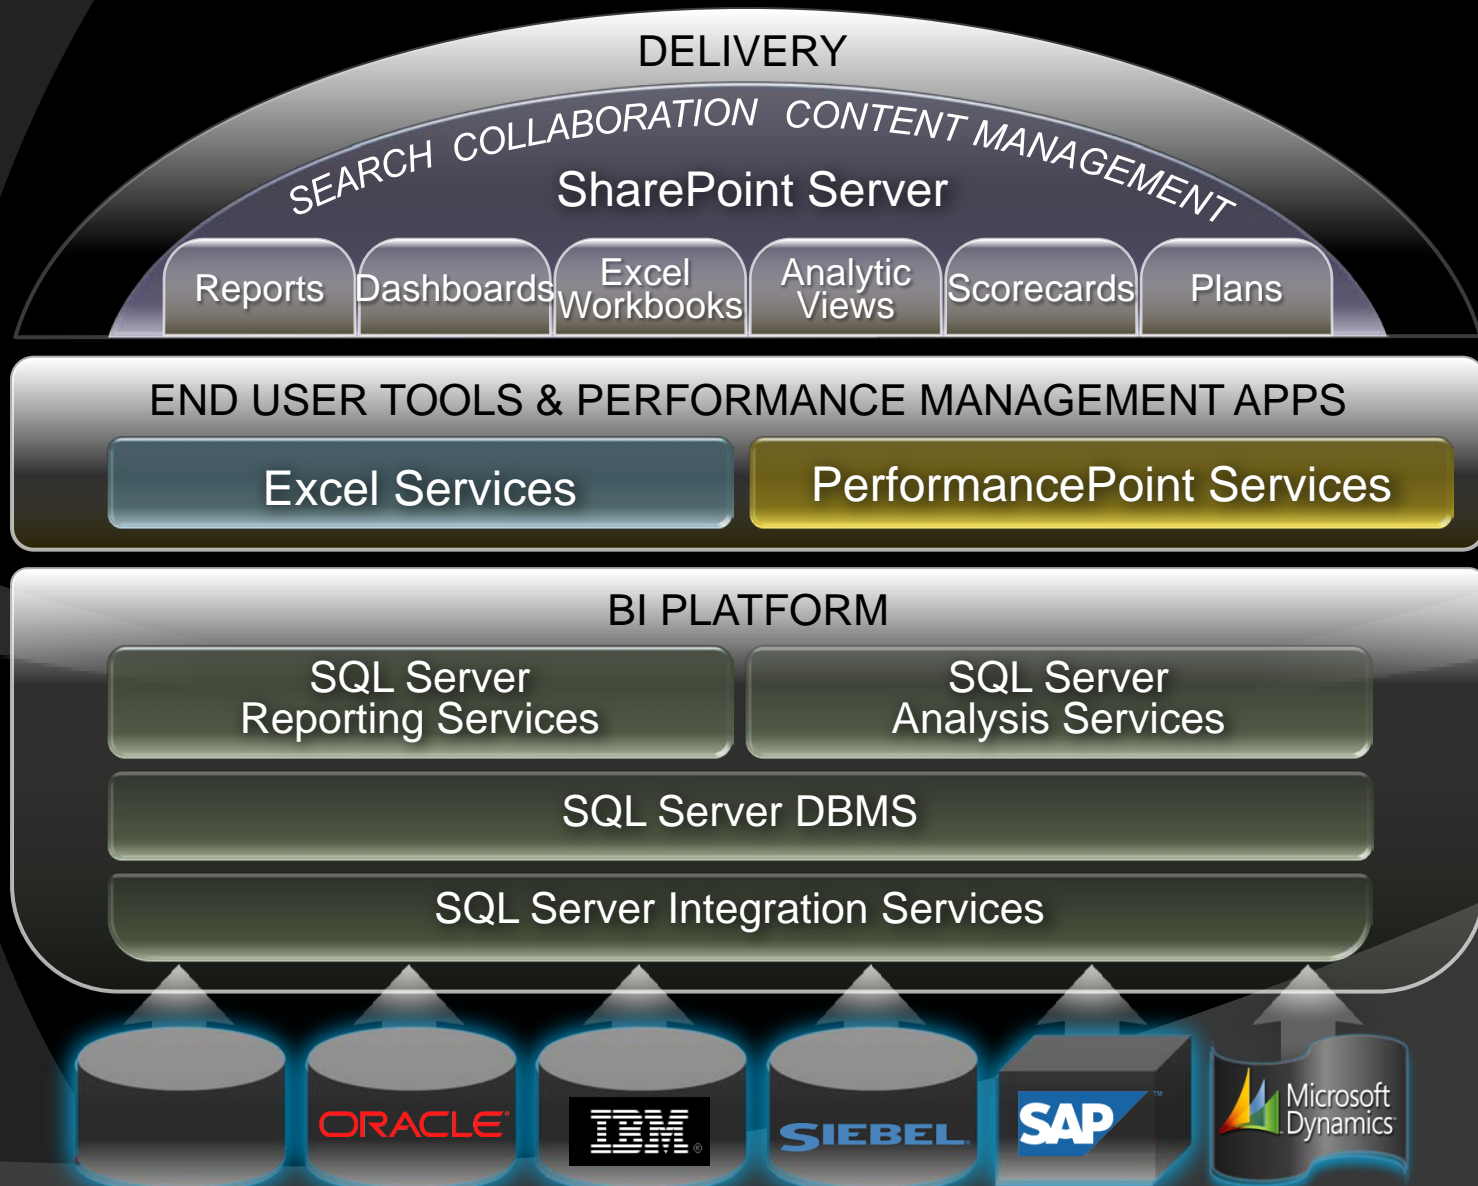 DELIVERY
SEARCH COLLABORATION CONTENT MANAGEMENT
SharePoint Server
Reports
Dashboards
Excel
Workbooks
Analytic
Views
Scorecards
Plans
END USER TOOLS & PERFORMANCE MANAGEMENT APPS
Excel Services
PerformancePoint Services
BI PLATFORM
SQL Server
Reporting Services
SQL Server
Analysis Services
SQL Server DBMS
SQL Server Integration Services
ORACLE®
IBM®
SIEBEL
SAP™
Microsoft
Dynamics